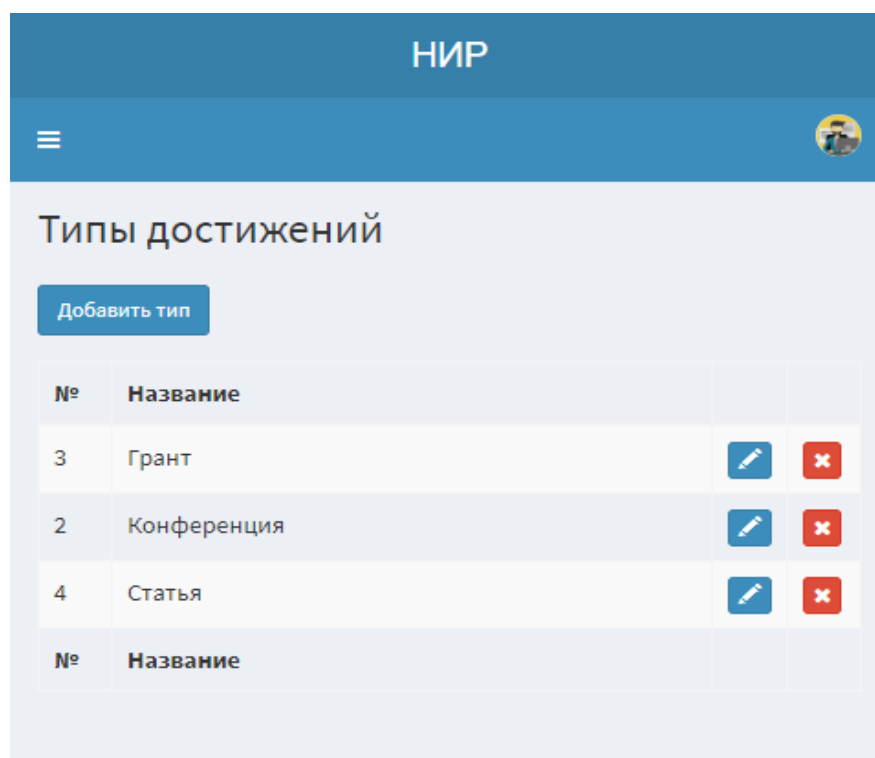 НИР
Типы достижений
Добавить тип
№ Название
3 Грант
2 Конференция
4 Статья
№ Название